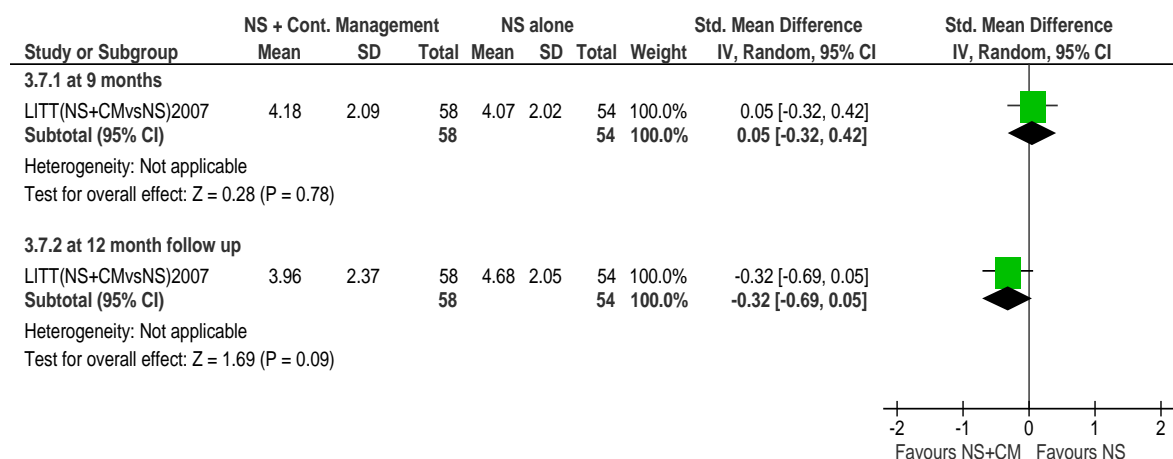 NS + Cont. Management NS alone Std. Mean Difference Std. Mean Difference
Study or Subgroup Mean SD Total Mean SD Total Weight IV, Random, 95% CI IV, Random, 95% CI
3.7.1 at 9 months
LITT(NS+CMvsNS)2007 4.18 2.09 58 4.07 2.02 54 100.0% 0.05 [-0.32, 0.42]
Subtotal (95% CI) 58 54 100.0% 0.05 [-0.32, 0.42]
Heterogeneity: Not applicable
Test for overall effect: Z = 0.28 (P = 0.78)
3.7.2 at 12 month follow up
LITT(NS+CMvsNS)2007 3.96 2.37 58 4.68 2.05 54 100.0% -0.32 [-0.69, 0.05]
Subtotal (95% CI) 58 54 100.0% -0.32 [-0.69, 0.05]
Heterogeneity: Not applicable
Test for overall effect: Z = 1.69 (P = 0.09)
-2 -1 0 1 2
Favours NS+CM Favours NS